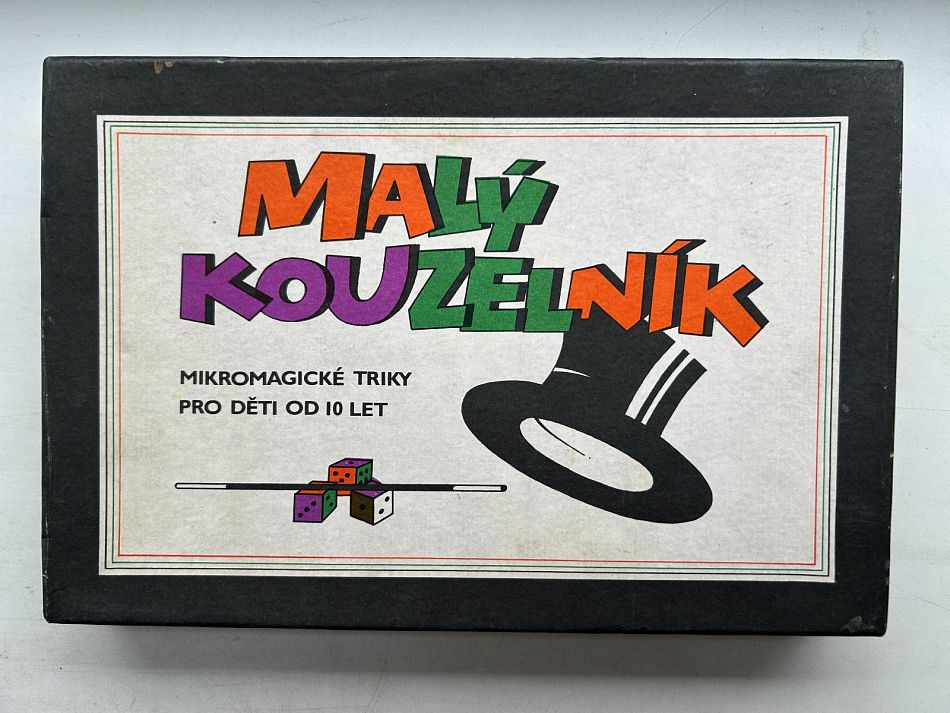 MALÝ
KOUZELNÍK
MIKROMAGICKÉ TRIKY
PRO DĚTI OD 10 LET